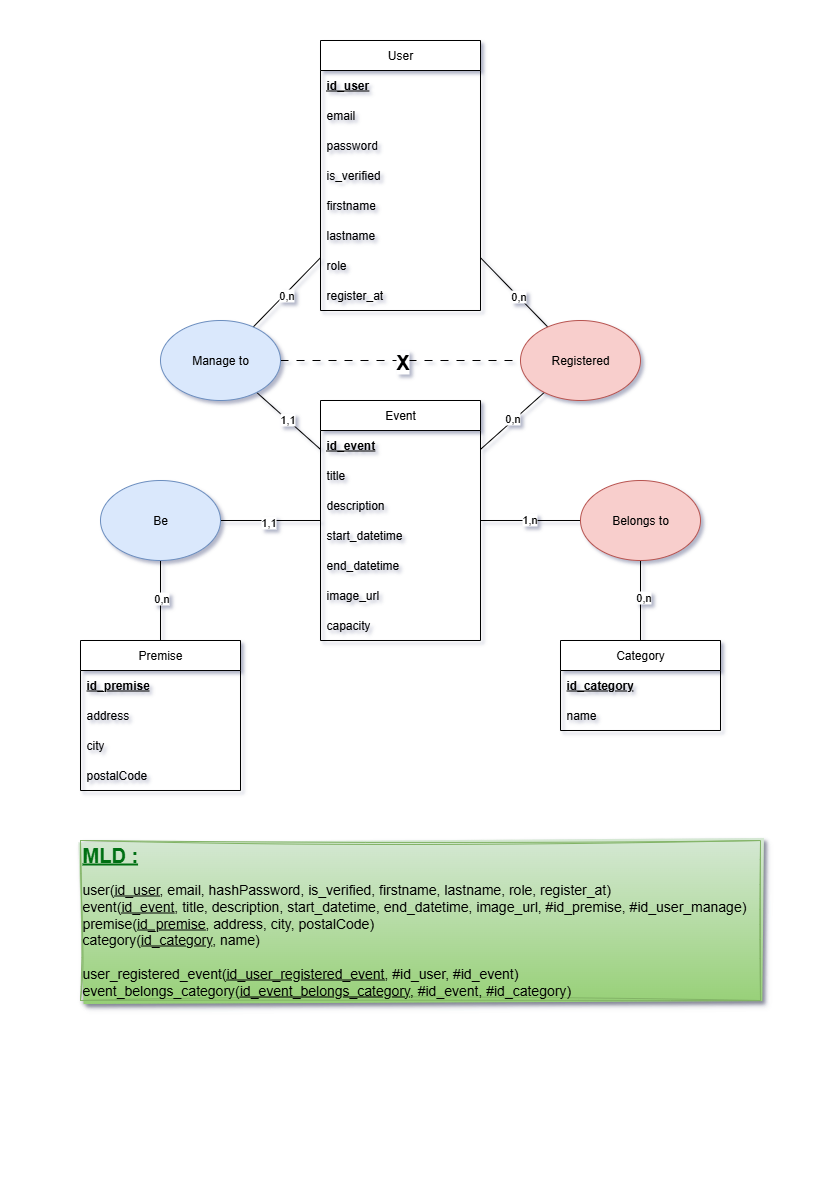 User
id_user
email
password
is_verified
firstname
lastname
role
register_at
0,n
0,n
Manage to
X
Registered
1,1
0,n
Event
id_event
title
description
start_datetime
end_datetime
image_url
capacity
Be
1,1
1,n
Belongs to
0,n
0,n
Premise
id_premise
address
city
postalCode
Category
id_category
name
MLD :
user(id_user, email, hashPassword, is_verified, firstname, lastname, role, register_at)
event(id_event, title, description, start_datetime, end_datetime, image_url, #id_premise, #id_user_manage)
premise(id_premise, address, city, postalCode)
category(id_category, name)
user_registered_event(id_user_registered_event, #id_user, #id_event)
event_belongs_category(id_event_belongs_category, #id_event, #id_category)